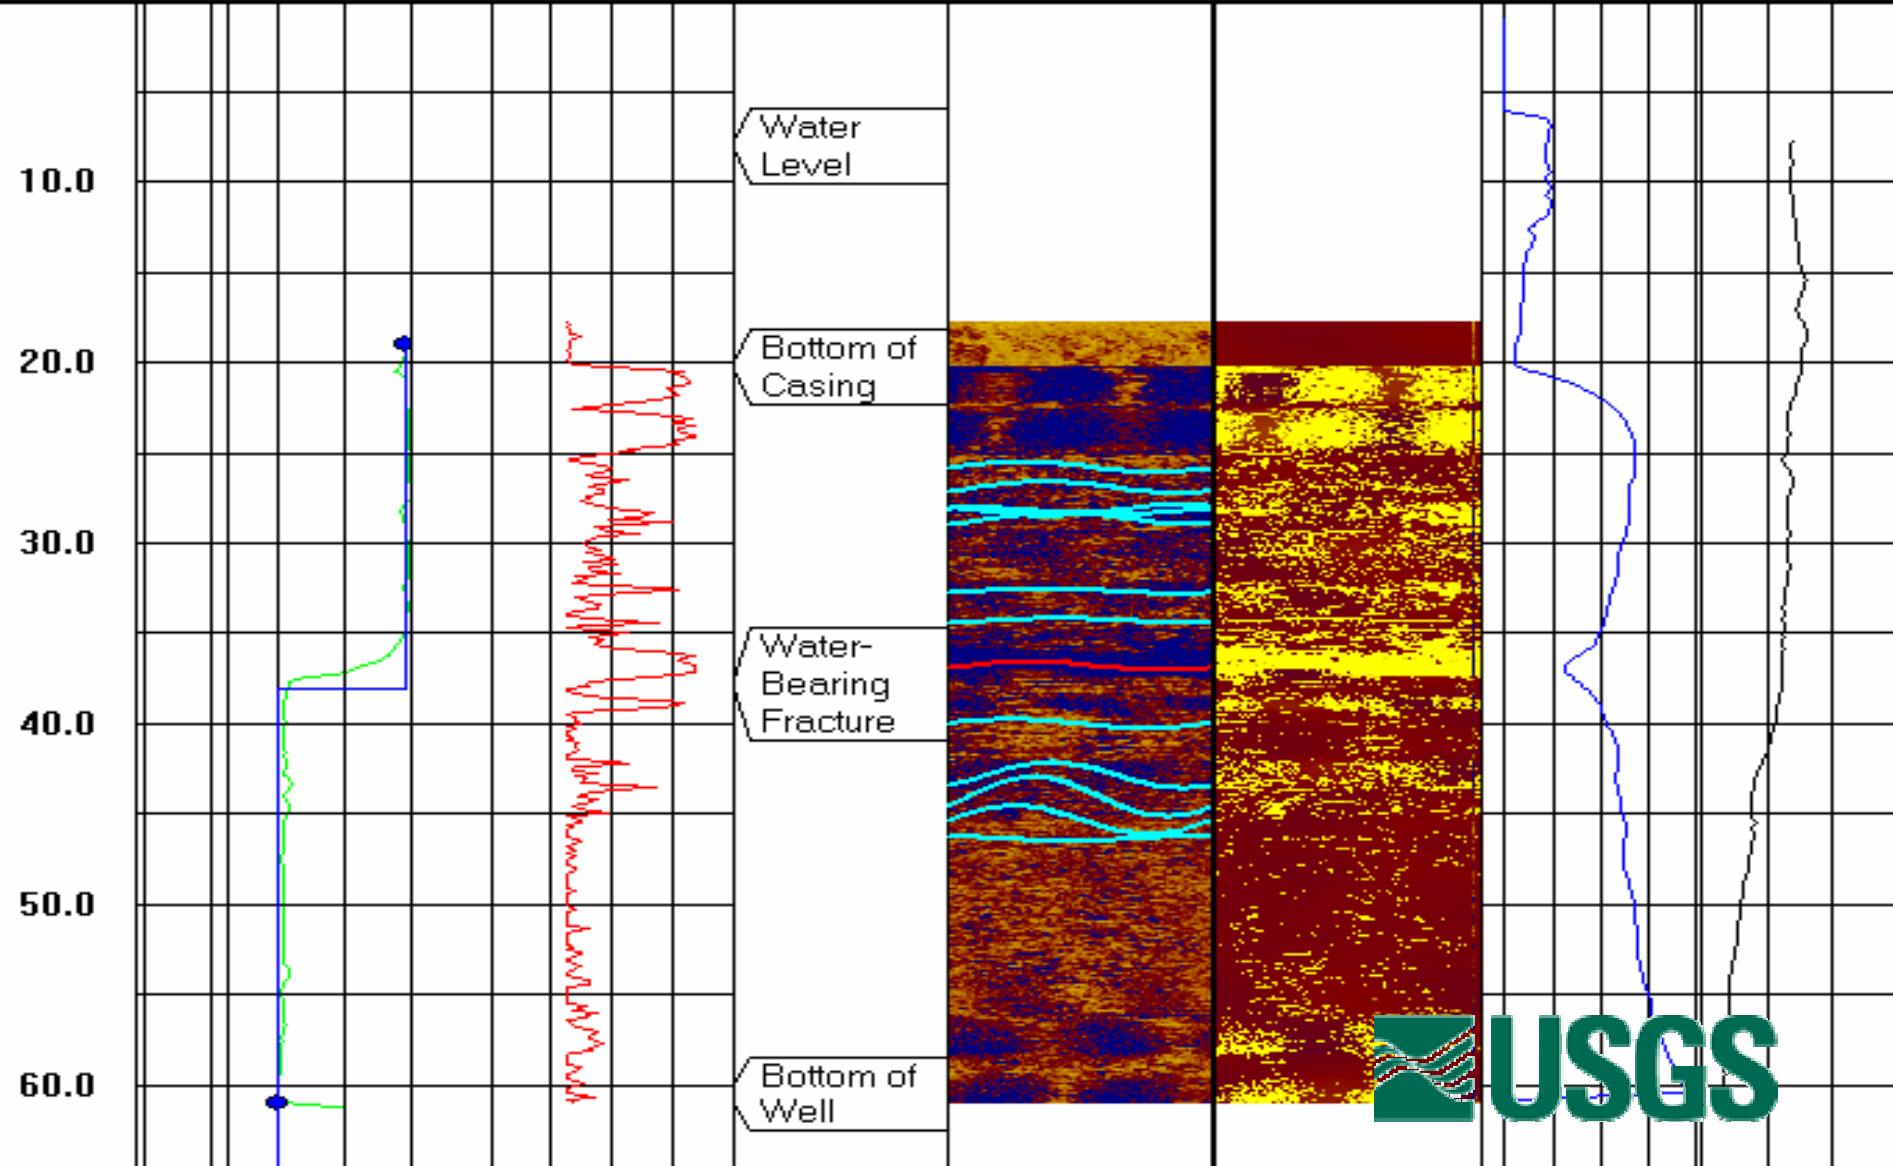 Water
Level
10.0
Bottom of
Casing
20.0
30.0
Water-
Bearing
Fracture
40.0
50.0
Bottom of
Well
60.0
USGS